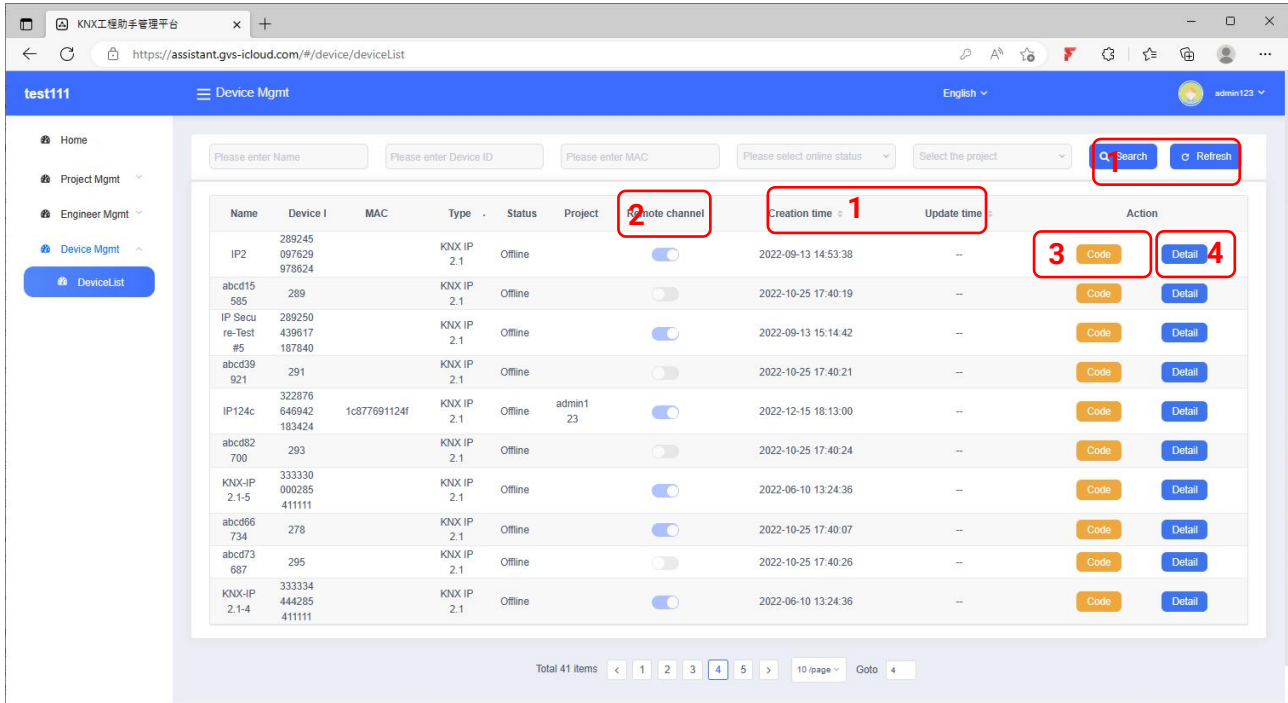 KNX工程助手管理平台
https://assistant.gvs-icloud.com/#/device/deviceList
test111
Device Mgmt
English
admin123
Home
Project Mgmt
Engineer Mgmt
Device Mgmt
DeviceList
Please enter Name
Please enter Device ID
Please enter MAC
Please select online status
Select the project
Search
Refresh
1
Name Device I MAC Type Status Project Remote channel Creation time Update time Action
2
1
IP2 289245 097629 978624 KNX IP 2.1 Offline 2022-09-13 14:53:38 -- Code Detail
3
4
abcd15 585 289 KNX IP 2.1 Offline 2022-10-25 17:40:19 -- Code Detail
IP Secu re-Test #5 289250 439617 187840 KNX IP 2.1 Offline 2022-09-13 15:14:42 -- Code Detail
abcd39 921 291 KNX IP 2.1 Offline 2022-10-25 17:40:21 -- Code Detail
IP124c 322876 646942 183424 1c877691124f KNX IP 2.1 Offline admin1 23 2022-12-15 18:13:00 -- Code Detail
abcd82 700 293 KNX IP 2.1 Offline 2022-10-25 17:40:24 -- Code Detail
KNX-IP 2.1-5 333330 000285 411111 KNX IP 2.1 Offline 2022-06-10 13:24:36 -- Code Detail
abcd66 734 278 KNX IP 2.1 Offline 2022-10-25 17:40:07 -- Code Detail
abcd73 687 295 KNX IP 2.1 Offline 2022-10-25 17:40:26 -- Code Detail
KNX-IP 2.1-4 333334 444285 411111 KNX IP 2.1 Offline 2022-06-10 13:24:36 -- Code Detail
Total 41 items < 1 2 3 4 5 > 10 /page Goto 4